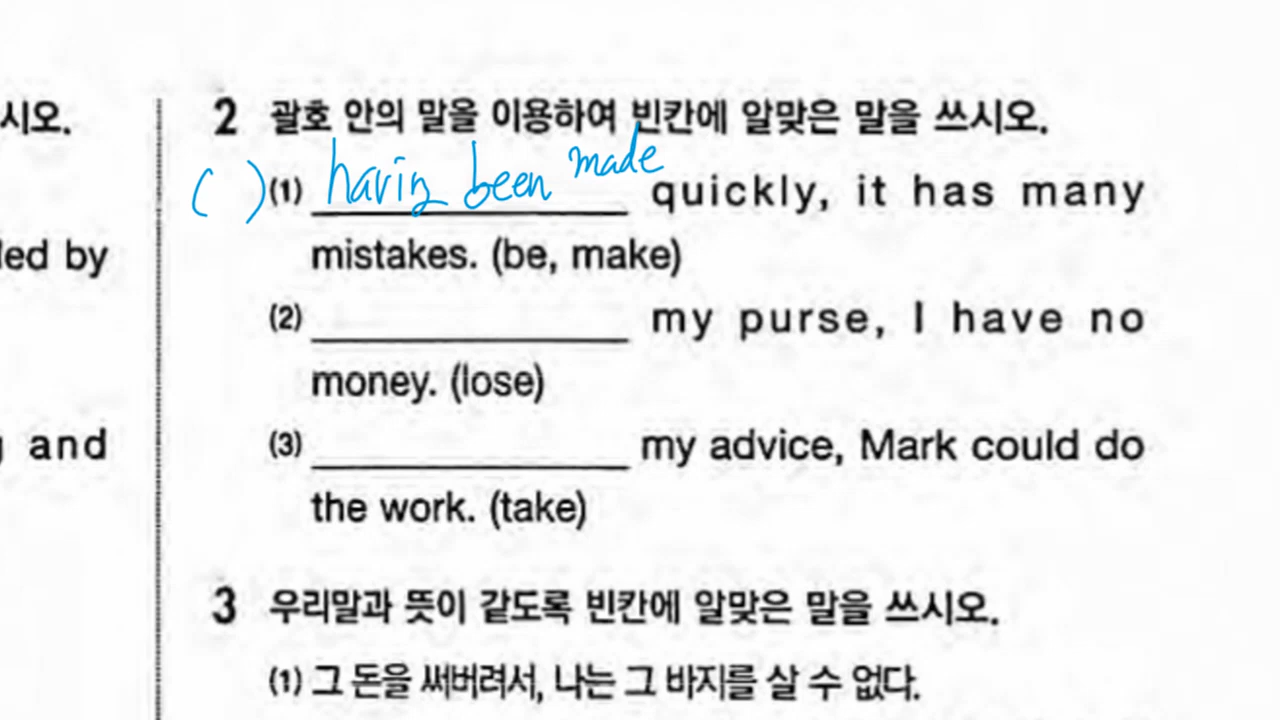 시오.
led by
and
2 괄호 안의 말을 이용하여 빈칸에 알맞은 말을 쓰시오.
( ) (1) having been made quickly, it has many
mistakes. (be, make)
(2) ____________ my purse, I have no
money. (lose)
(3) ____________ my advice, Mark could do
the work. (take)
3 우리말과 뜻이 같도록 빈칸에 알맞은 말을 쓰시오.
(1) 그 돈을 써버려서, 나는 그 바지를 살 수 없다.